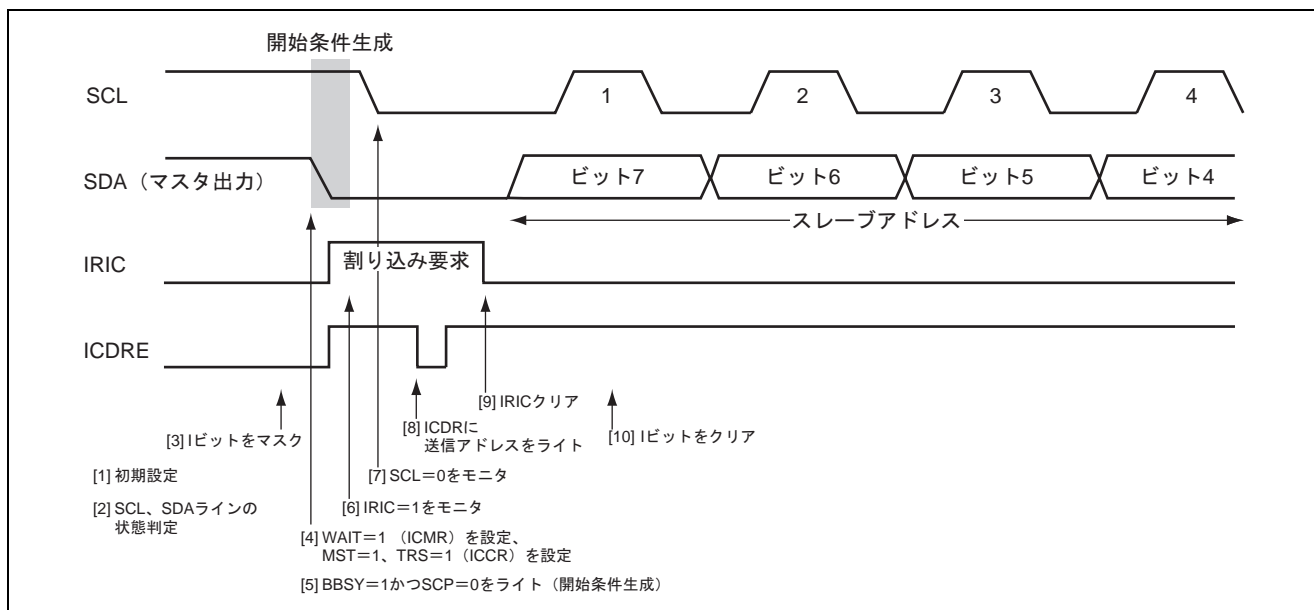 開始条件生成
SCL
1
2
3
4
SDA（マスタ出力）
ビット7
ビット6
ビット5
ビット4
スレーブアドレス
IRIC
割り込み要求
ICDRE
[3] Iビットをマスク
[8] ICDRに
送信アドレスをライト
[9] IRICクリア
[10] Iビットをクリア
[1] 初期設定
[7] SCL＝0をモニタ
[2] SCL、SDAラインの
状態判定
[6] IRIC＝1をモニタ
[4] WAIT＝1 （ICMR）を設定、
MST＝1、TRS＝1（ICCR）を設定
[5] BBSY＝1かつSCP＝0をライト（開始条件生成）